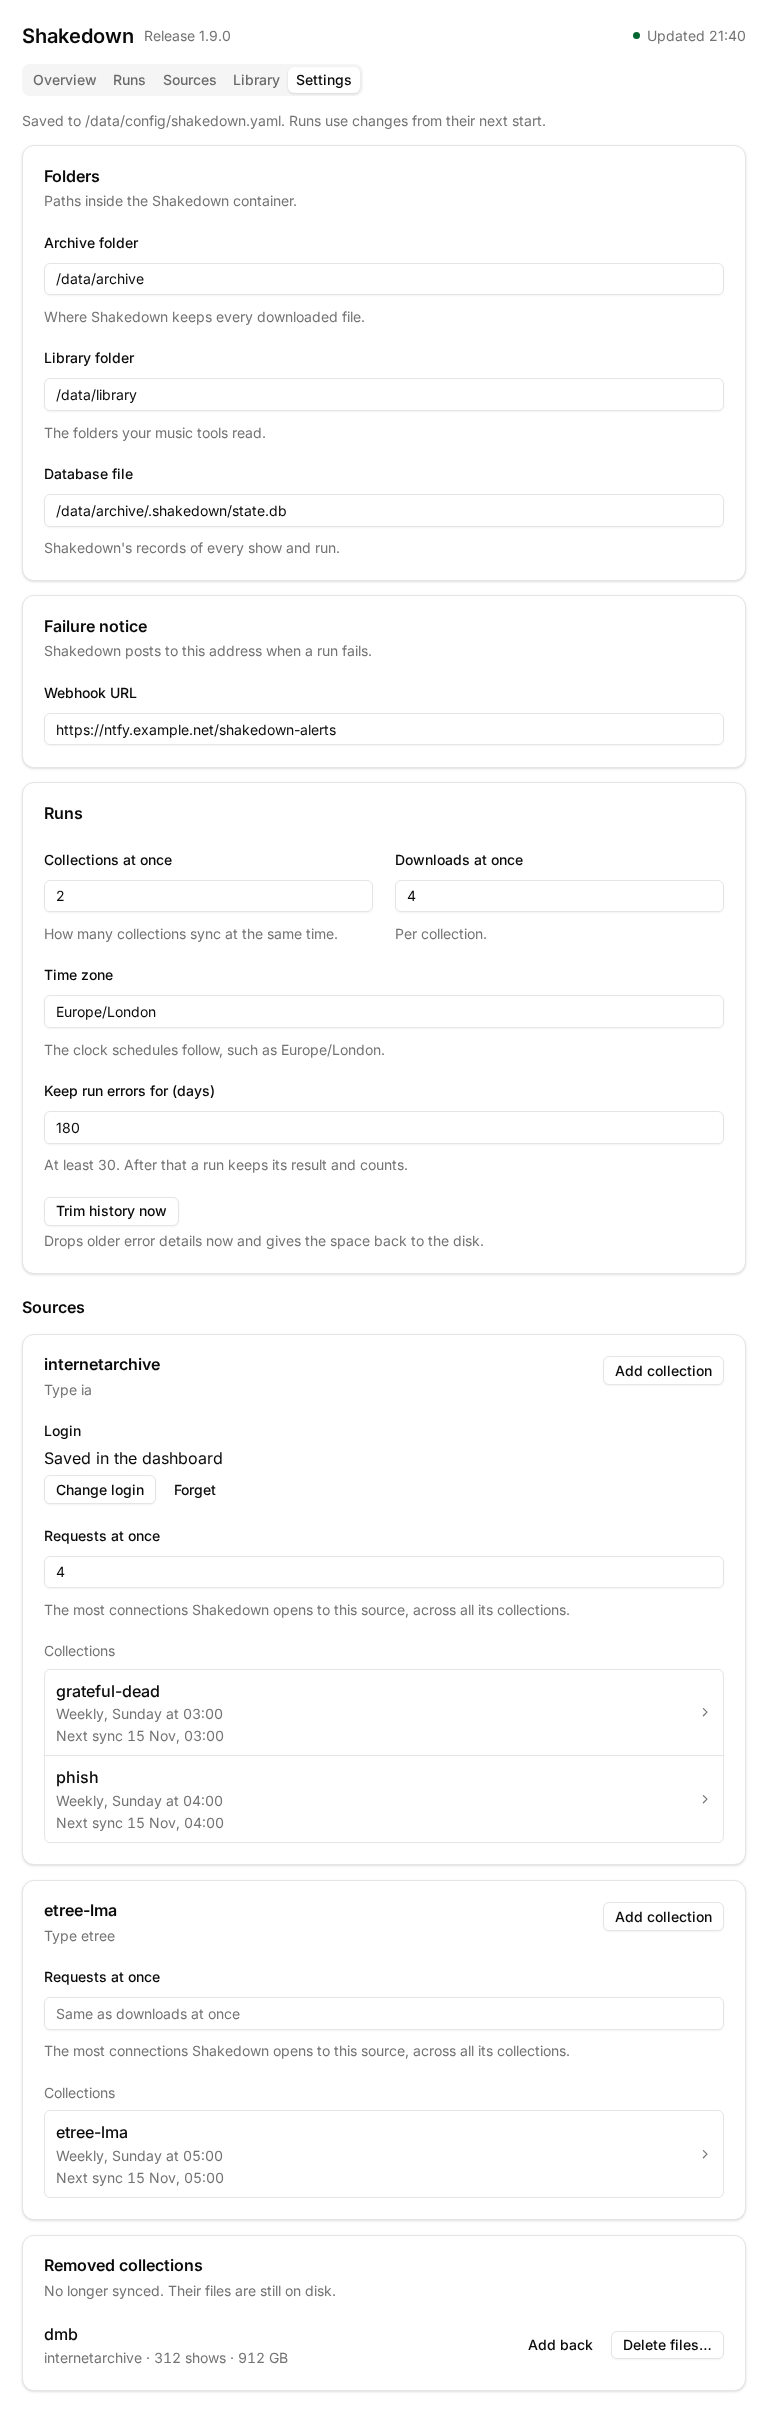 Shakedown Release 1.9.0 Updated 21:40
Overview Runs Sources Library Settings
Saved to /data/config/shakedown.yaml. Runs use changes from their next start.
Folders
Paths inside the Shakedown container.
Archive folder
/data/archive
Where Shakedown keeps every downloaded file.
Library folder
/data/library
The folders your music tools read.
Database file
/data/archive/.shakedown/state.db
Shakedown's records of every show and run.
Failure notice
Shakedown posts to this address when a run fails.
Webhook URL
https://ntfy.example.net/shakedown-alerts
Runs
Collections at once Downloads at once
2 4
How many collections sync at the same time. Per collection.
Time zone
Europe/London
The clock schedules follow, such as Europe/London.
Keep run errors for (days)
180
At least 30. After that a run keeps its result and counts.
Trim history now
Drops older error details now and gives the space back to the disk.
Sources
internetarchive Add collection
Type ia
Login
Saved in the dashboard
Change login Forget
Requests at once
4
The most connections Shakedown opens to this source, across all its collections.
Collections
grateful-dead
Weekly, Sunday at 03:00
Next sync 15 Nov, 03:00
phish
Weekly, Sunday at 04:00
Next sync 15 Nov, 04:00
etree-lma Add collection
Type etree
Requests at once
Same as downloads at once
The most connections Shakedown opens to this source, across all its collections.
Collections
etree-lma
Weekly, Sunday at 05:00
Next sync 15 Nov, 05:00
Removed collections
No longer synced. Their files are still on disk.
dmb Add back Delete files...
internetarchive · 312 shows · 912 GB